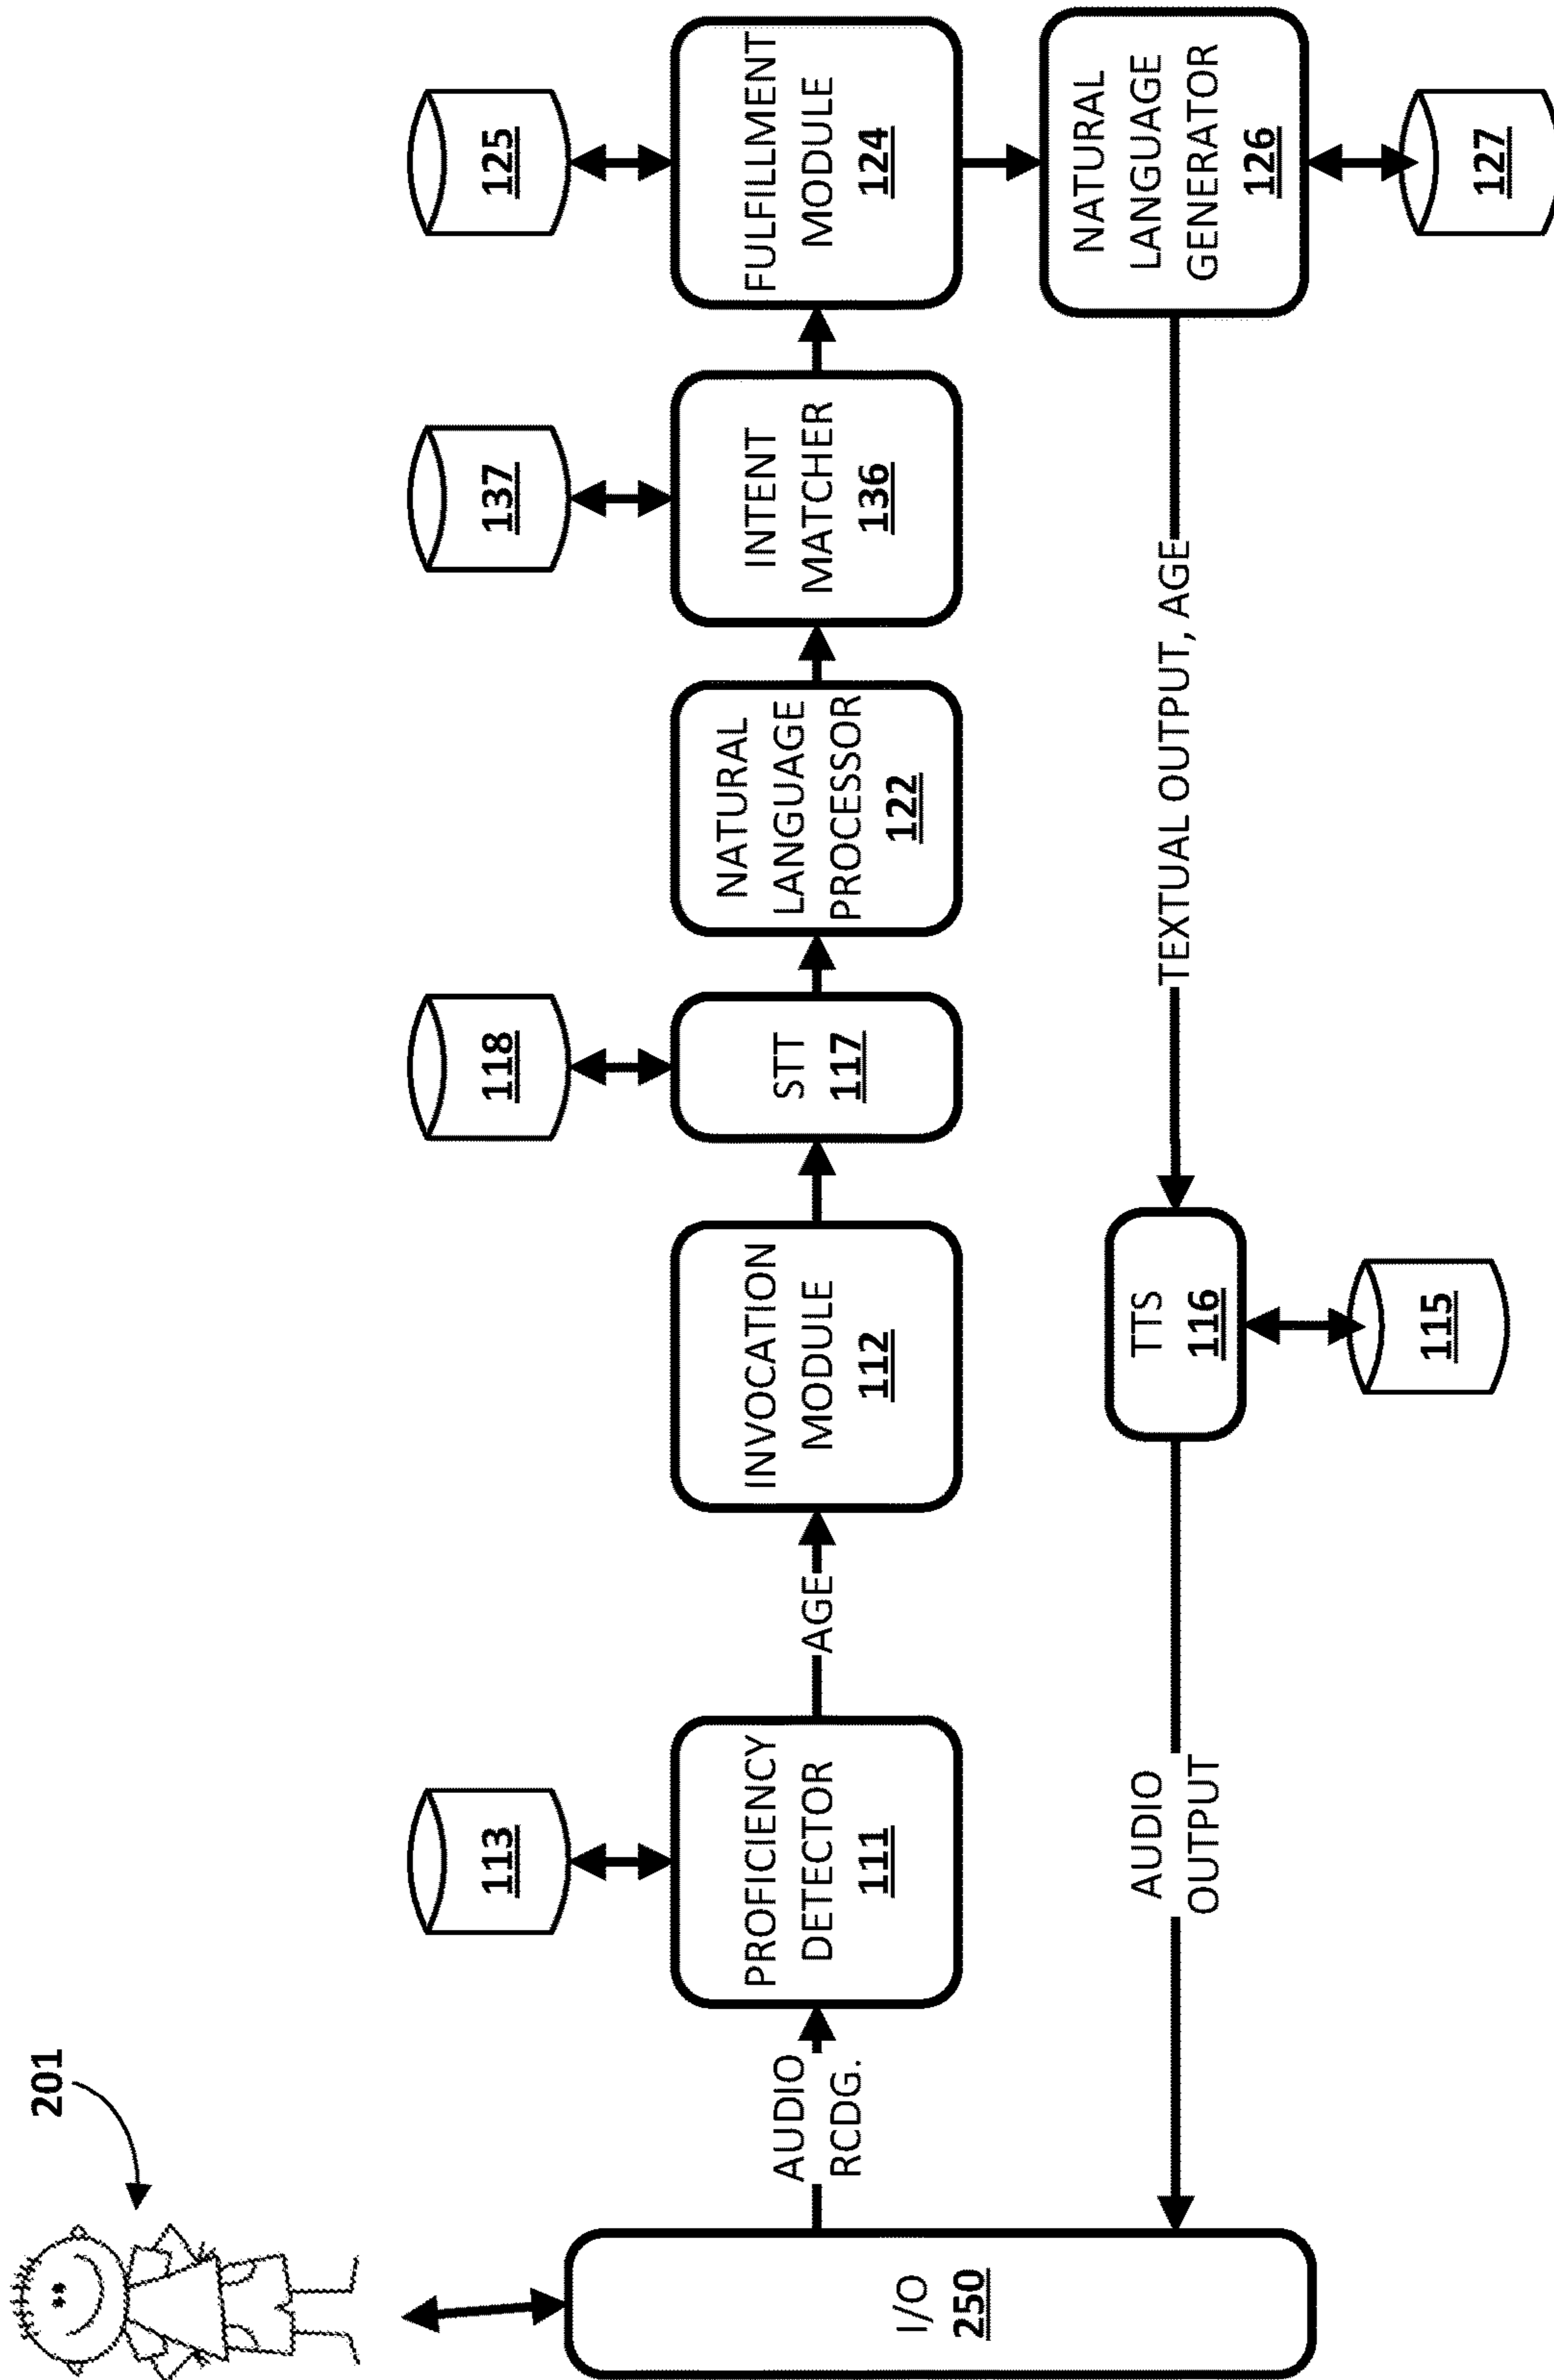 201
I/O
250
AUDIO
RCDG.
113
PROFICIENCY
DETECTOR
111
AGE
INVOCATION
MODULE
112
118
STT
117
NATURAL
LANGUAGE
PROCESSOR
122
137
INTENT
MATCHER
136
125
FULFILLMENT
MODULE
124
NATURAL
LANGUAGE
GENERATOR
126
127
TEXTUAL OUTPUT, AGE
TTS
116
115
AUDIO
OUTPUT